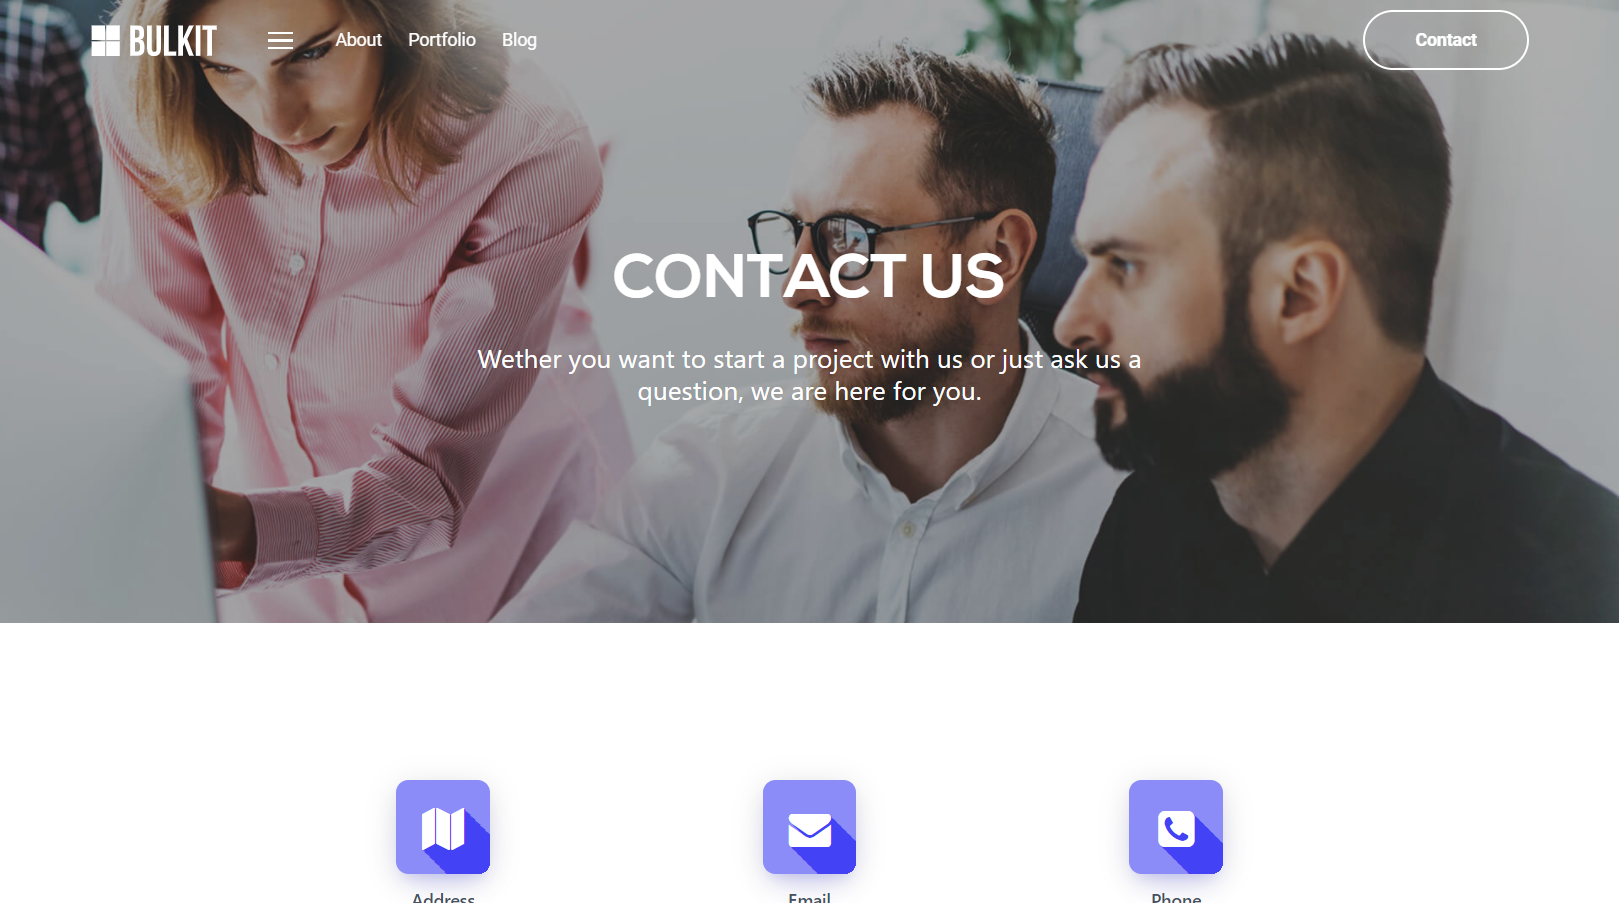 BULKIT
About
Portfolio
Blog
Contact
CONTACT US
Wether you want to start a project with us or just ask us a
question, we are here for you.
Address
Email
Phone